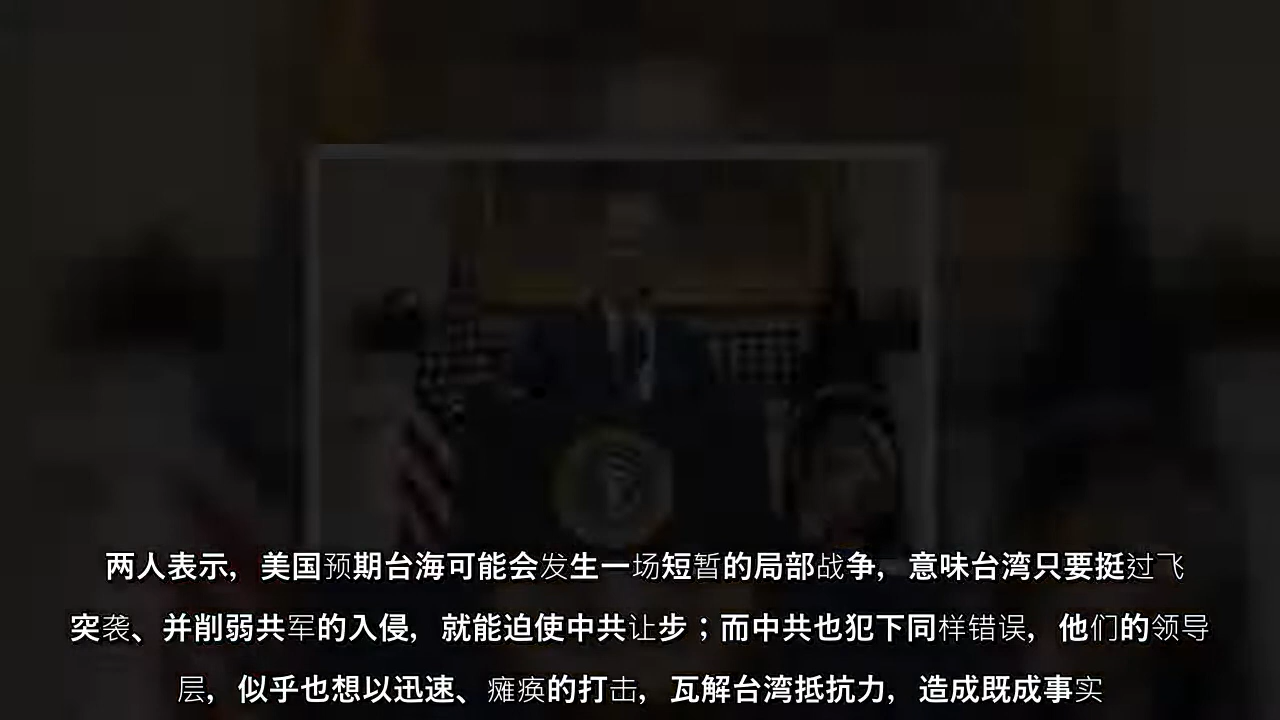 两人表示，美国预期台海可能会发生一场短暂的局部战争，意味台湾只要挺过飞
突袭、并削弱共军的入侵，就能迫使中共让步；而中共也犯下同样错误，他们的领导
层，似乎也想以迅速、瘫痪的打击，瓦解台湾抵抗力，造成既成事实